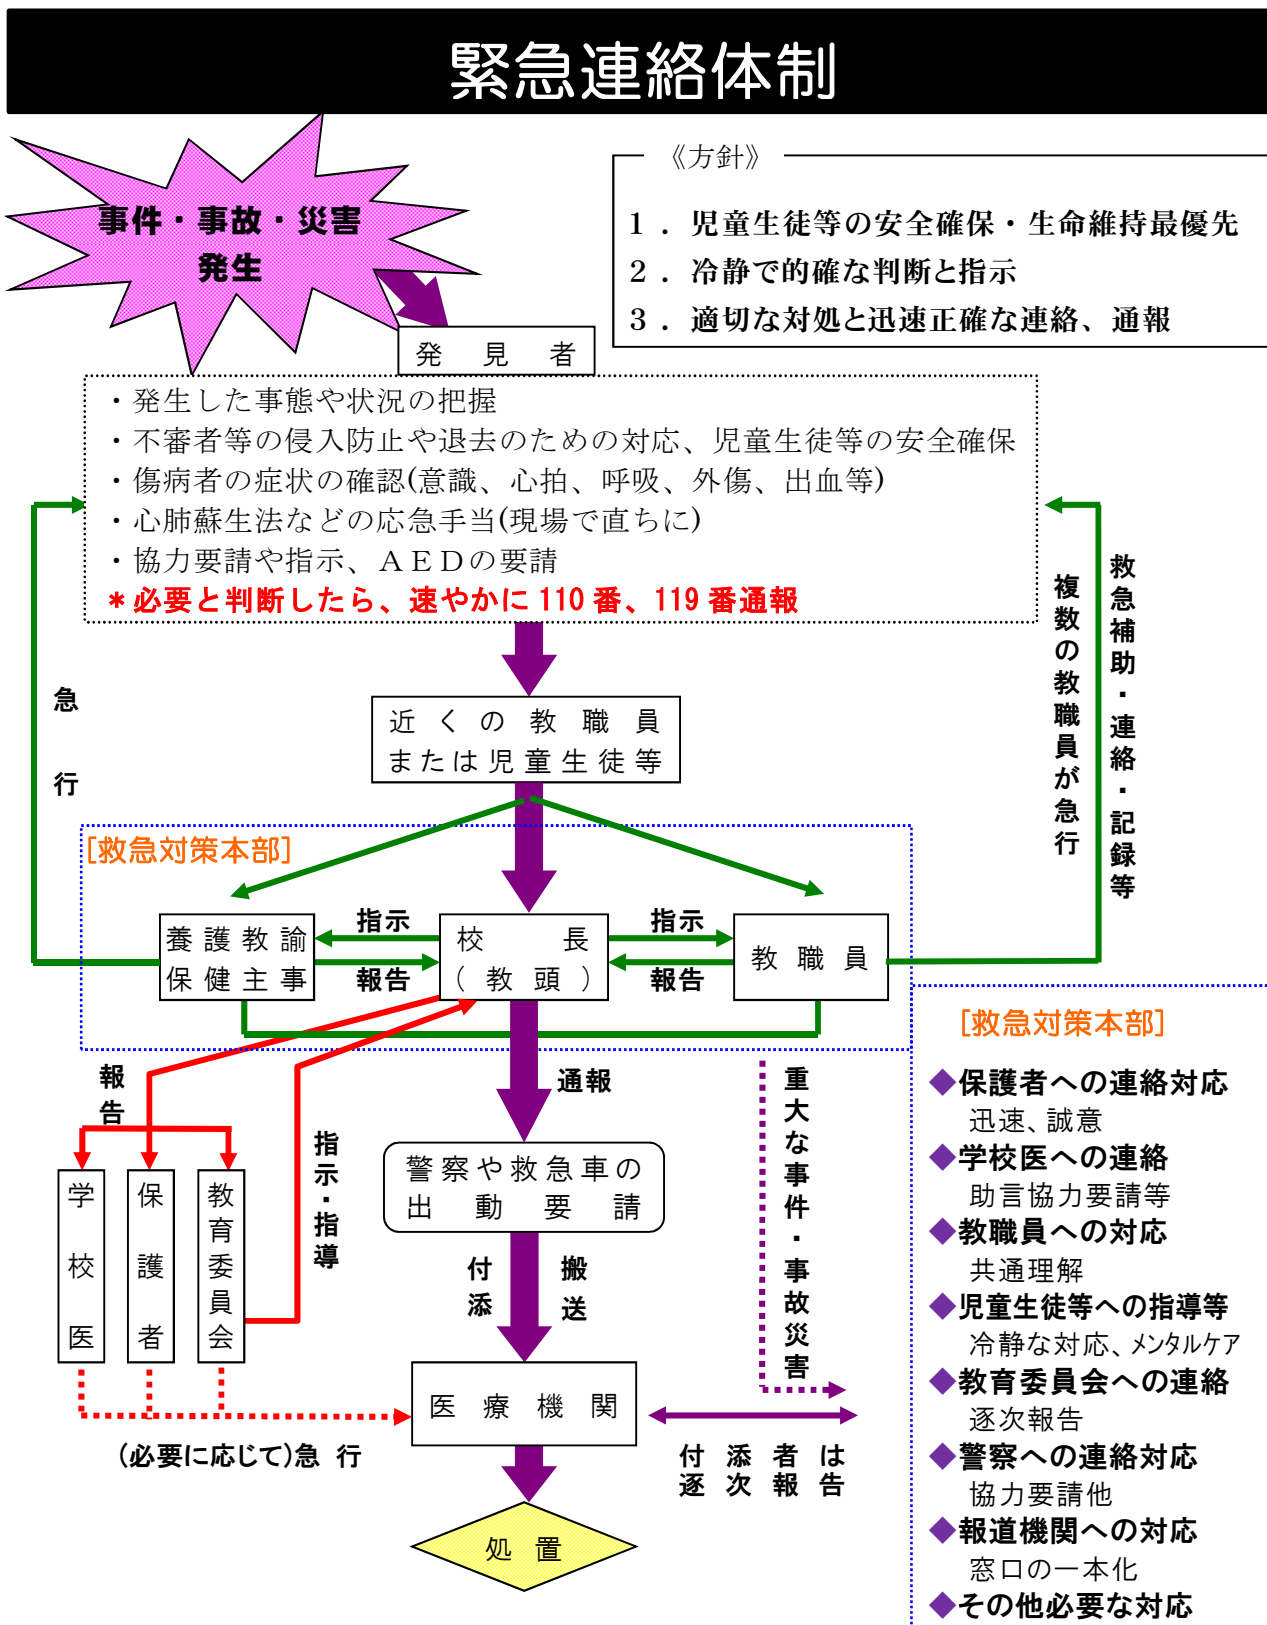 緊急連絡体制
事件・事故・災害
発生
《方針》
1．児童生徒等の安全確保・生命維持最優先
2．冷静で的確な判断と指示
3．適切な対処と迅速正確な連絡、通報
発見者
・発生した事態や状況の把握
・不審者等の侵入防止や退去のための対応、児童生徒等の安全確保
・傷病者の症状の確認(意識、心拍、呼吸、外傷、出血等)
・心肺蘇生法などの応急手当(現場で直ちに)
・協力要請や指示、ＡＥＤの要請
＊必要と判断したら、速やかに110番、119番通報
急行
複数の教職員が急行
救急補助・連絡・記録等
近くの教職員
または児童生徒等
[救急対策本部]
養護教諭
保健主事
指示
報告
校長
(教頭)
指示
報告
教職員
報告
指示・指導
通報
重大な事件・事故災害
学校医
保護者
教育委員会
警察や救急車の
出動要請
付添
搬送
医療機関
(必要に応じて)急行
付添者は
逐次報告
処置
[救急対策本部]
◆保護者への連絡対応
迅速、誠意
◆学校医への連絡
助言協力要請等
◆教職員への対応
共通理解
◆児童生徒等への指導等
冷静な対応、メンタルケア
◆教育委員会への連絡
逐次報告
◆警察への連絡対応
協力要請他
◆報道機関への対応
窓口の一本化
◆その他必要な対応